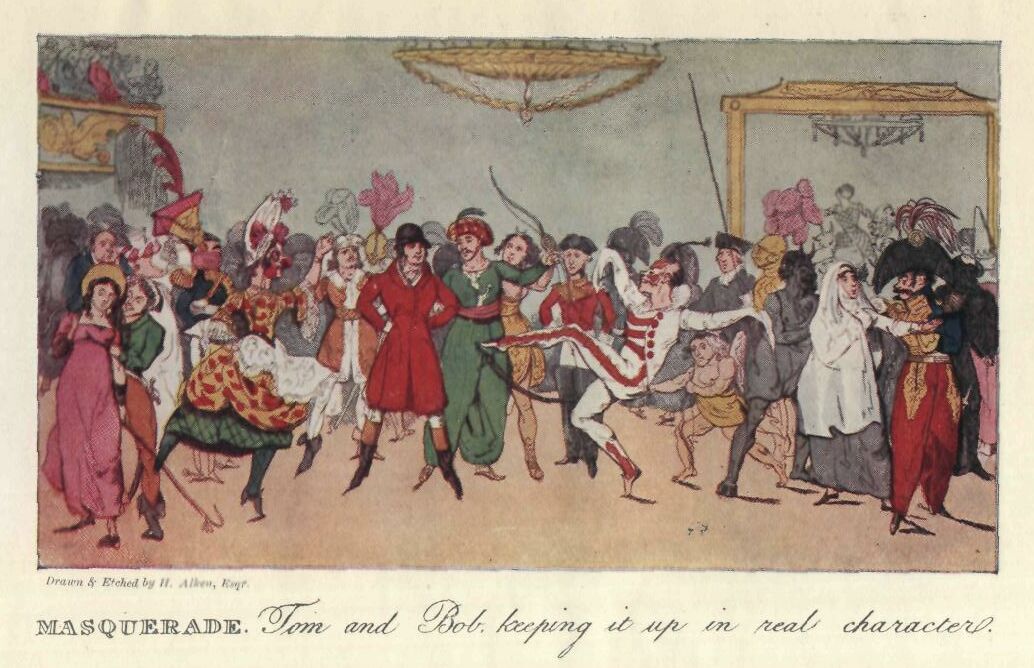 Drawn & Etched by H. Alken, Esqr.
MASQUERADE. Tom and Bob. keeping it up in real character.